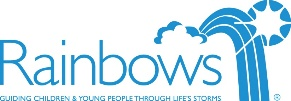 Rainbows
GUIDING CHILDREN & YOUNG PEOPLE THROUGH LIFE'S STORMS ®